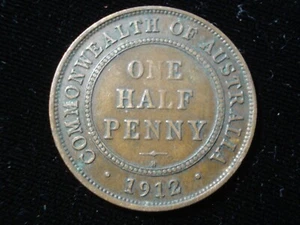 COMMONWEALTH OF AUSTRALIA
ONE
HALF
PENNY
1912